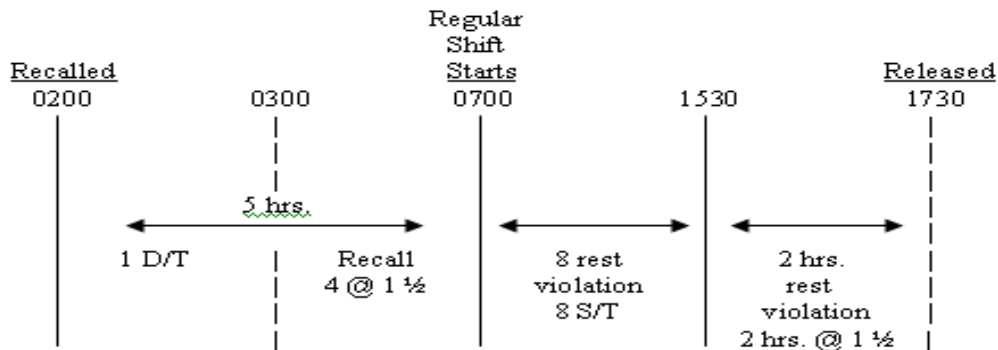 Regular
Shift
Recalled
Starts
Released
0200
0300
0700
1530
1730
5 hrs.
1 D/T
Recall
4 @ 1 ½
8 rest
violation
8 S/T
2 hrs.
rest
violation
2 hrs. @ 1 ½